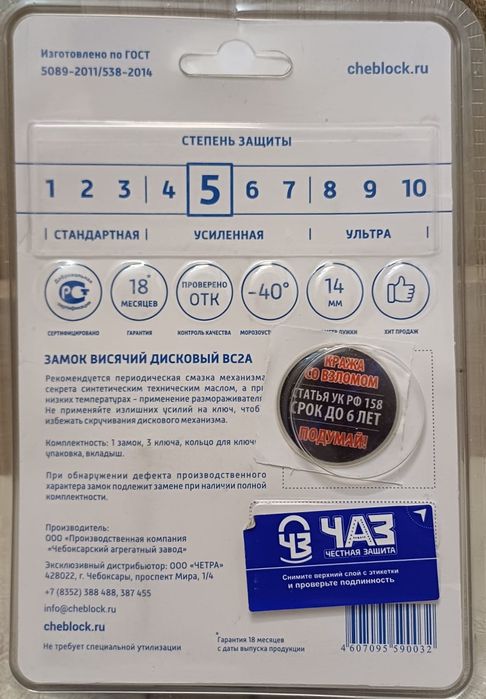 Изготовлено по ГОСТ
5089-2011/538-2014
cheblock.ru
СТЕПЕНЬ ЗАЩИТЫ
1 2 3 4 5 6 7 8 9 10
СТАНДАРТНАЯ УСИЛЕННАЯ УЛЬТРА
Добровольная
РСТ
сертификация
18*
МЕСЯЦЕВ
ПРОВЕРЕНО
ОТК
-40°
14
ММ
СЕРТИФИЦИРОВАНО ГАРАНТИЯ КОНТРОЛЬ КАЧЕСТВА ХИТ ПРОДАЖ
ЗАМОК ВИСЯЧИЙ ДИСКОВЫЙ ВС2А
Рекомендуется периодическая смазка механизма
секрета синтетическим техническим маслом, а при
низких температурах - применение размораживателя
Не применяйте излишних усилий на ключ, чтоб
избежать скручивания дискового механизма.
Комплектность: 1 замок, 3 ключа, кольцо для ключе
упаковка, вкладыш.
При обнаружении дефекта производственного
характера замок подлежит замене при наличии полной
комплектности.
КРАЖА
СО ВЗЛОМОМ
СТАТЬЯ УК РФ 158
СРОК ДО 6 ЛЕТ
ПОДУМАЙ!
Производитель:
ООО «Производственная компания
«Чебоксарский агрегатный завод»
Эксклюзивный дистрибьютор: ООО «ЧЕТРА»
428022, г. Чебоксары, проспект Мира, 1/4
+7 (8352) 388 488, 387 455
info@cheblock.ru
cheblock.ru
Не требует специальной утилизации
ЧАЗ
ЧЕСТНАЯ ЗАЩИТА
Снимите верхний слой с этикетки
и проверьте подлинность
*Гарантия 18 месяцев
с даты выпуска продукции
4 607095 590032